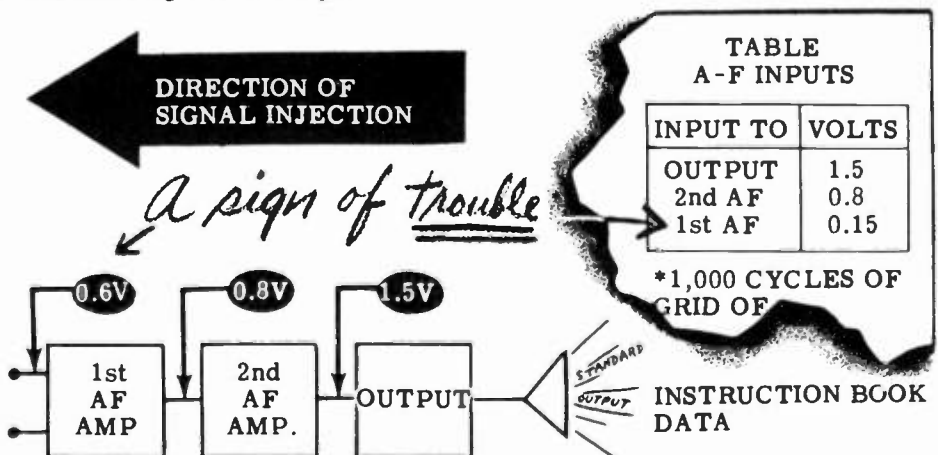 DIRECTION OF
SIGNAL INJECTION
TABLE
A-F INPUTS
INPUT TO VOLTS
OUTPUT 1.5
2nd AF 0.8
1st AF 0.15
*1,000 CYCLES OF
GRID OF
A sign of trouble
0.6V 0.8V 1.5V
1st
AF
AMP
2nd
AF
AMP.
OUTPUT
STANDARD
OUTPUT
INSTRUCTION BOOK
DATA